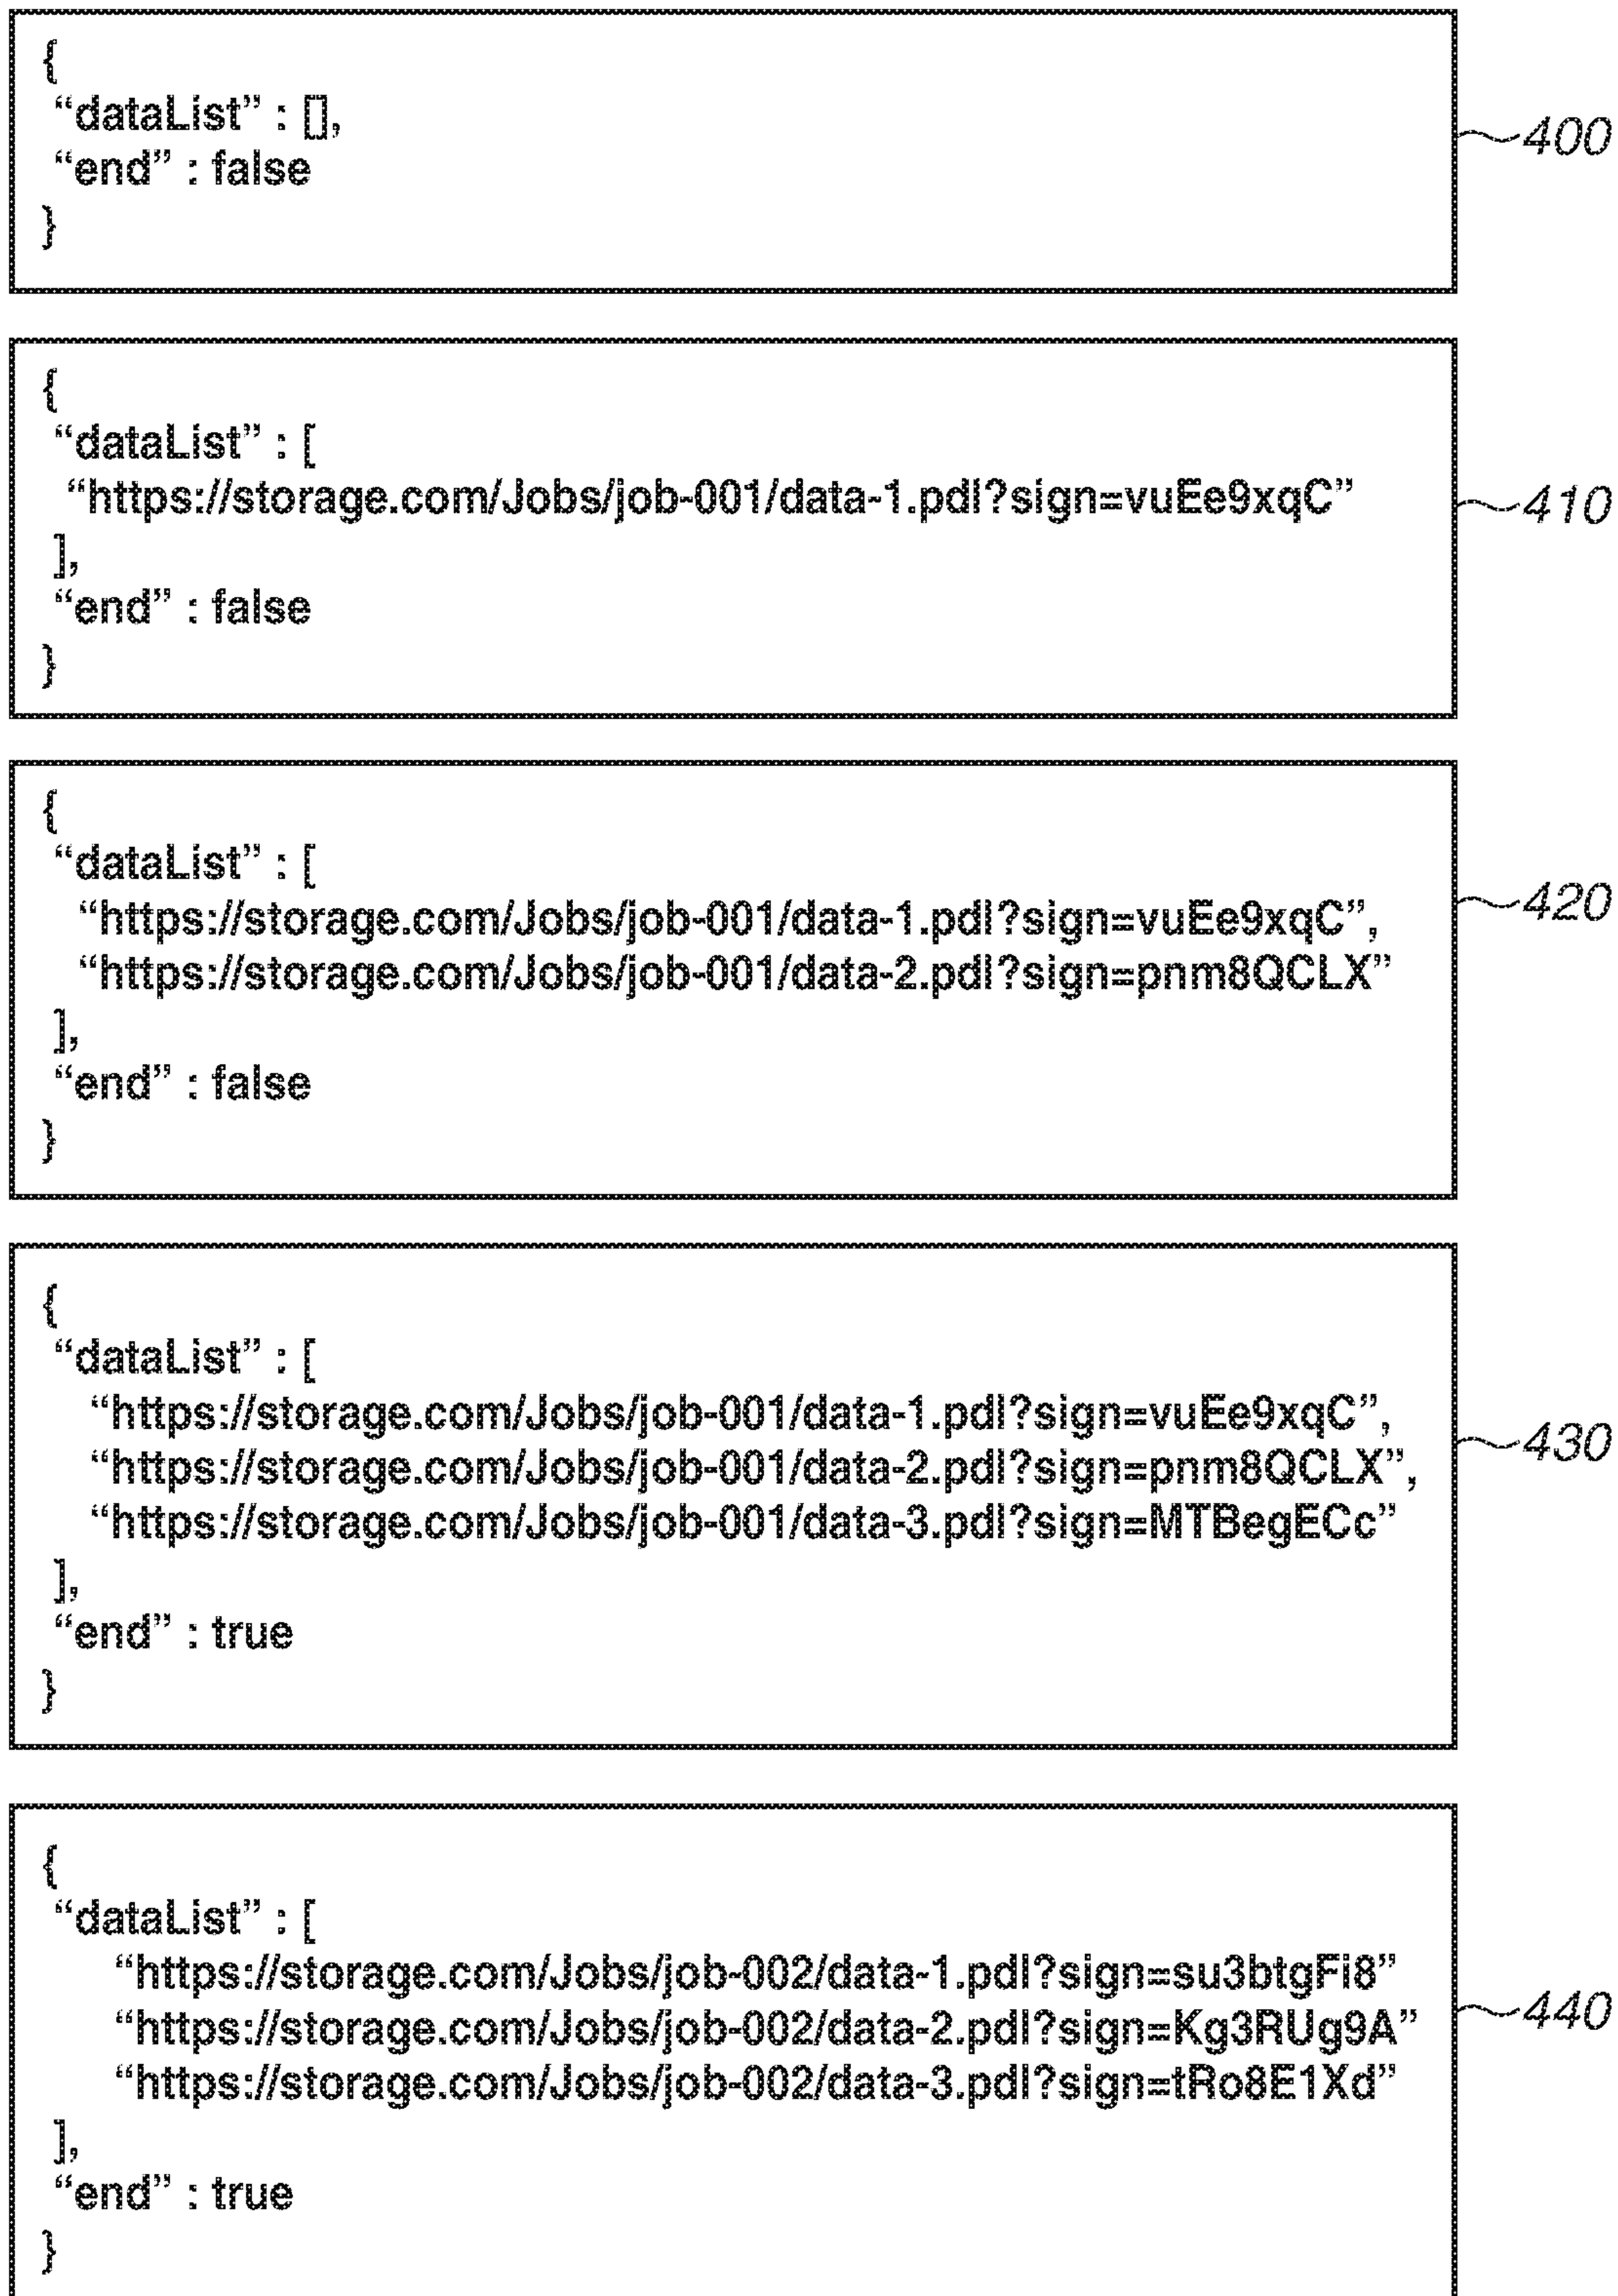 {
“dataList” : [],
“end” : false
}
400
{
“dataList” : [
“https://storage.com/Jobs/job-001/data-1.pdl?sign=vuEe9xqC”
],
“end” : false
}
410
{
“dataList” : [
“https://storage.com/Jobs/job-001/data-1.pdl?sign=vuEe9xqC”,
“https://storage.com/Jobs/job-001/data-2.pdl?sign=pnm8QCLX”
],
“end” : false
}
420
{
“dataList” : [
“https://storage.com/Jobs/job-001/data-1.pdl?sign=vuEe9xqC”,
“https://storage.com/Jobs/job-001/data-2.pdl?sign=pnm8QCLX”,
“https://storage.com/Jobs/job-001/data-3.pdl?sign=MTBegECc”
],
“end” : true
}
430
{
“dataList” : [
“https://storage.com/Jobs/job-002/data-1.pdl?sign=su3btgFi8”
“https://storage.com/Jobs/job-002/data-2.pdl?sign=Kg3RUg9A”
“https://storage.com/Jobs/job-002/data-3.pdl?sign=tRo8E1Xd”
],
“end” : true
}
440